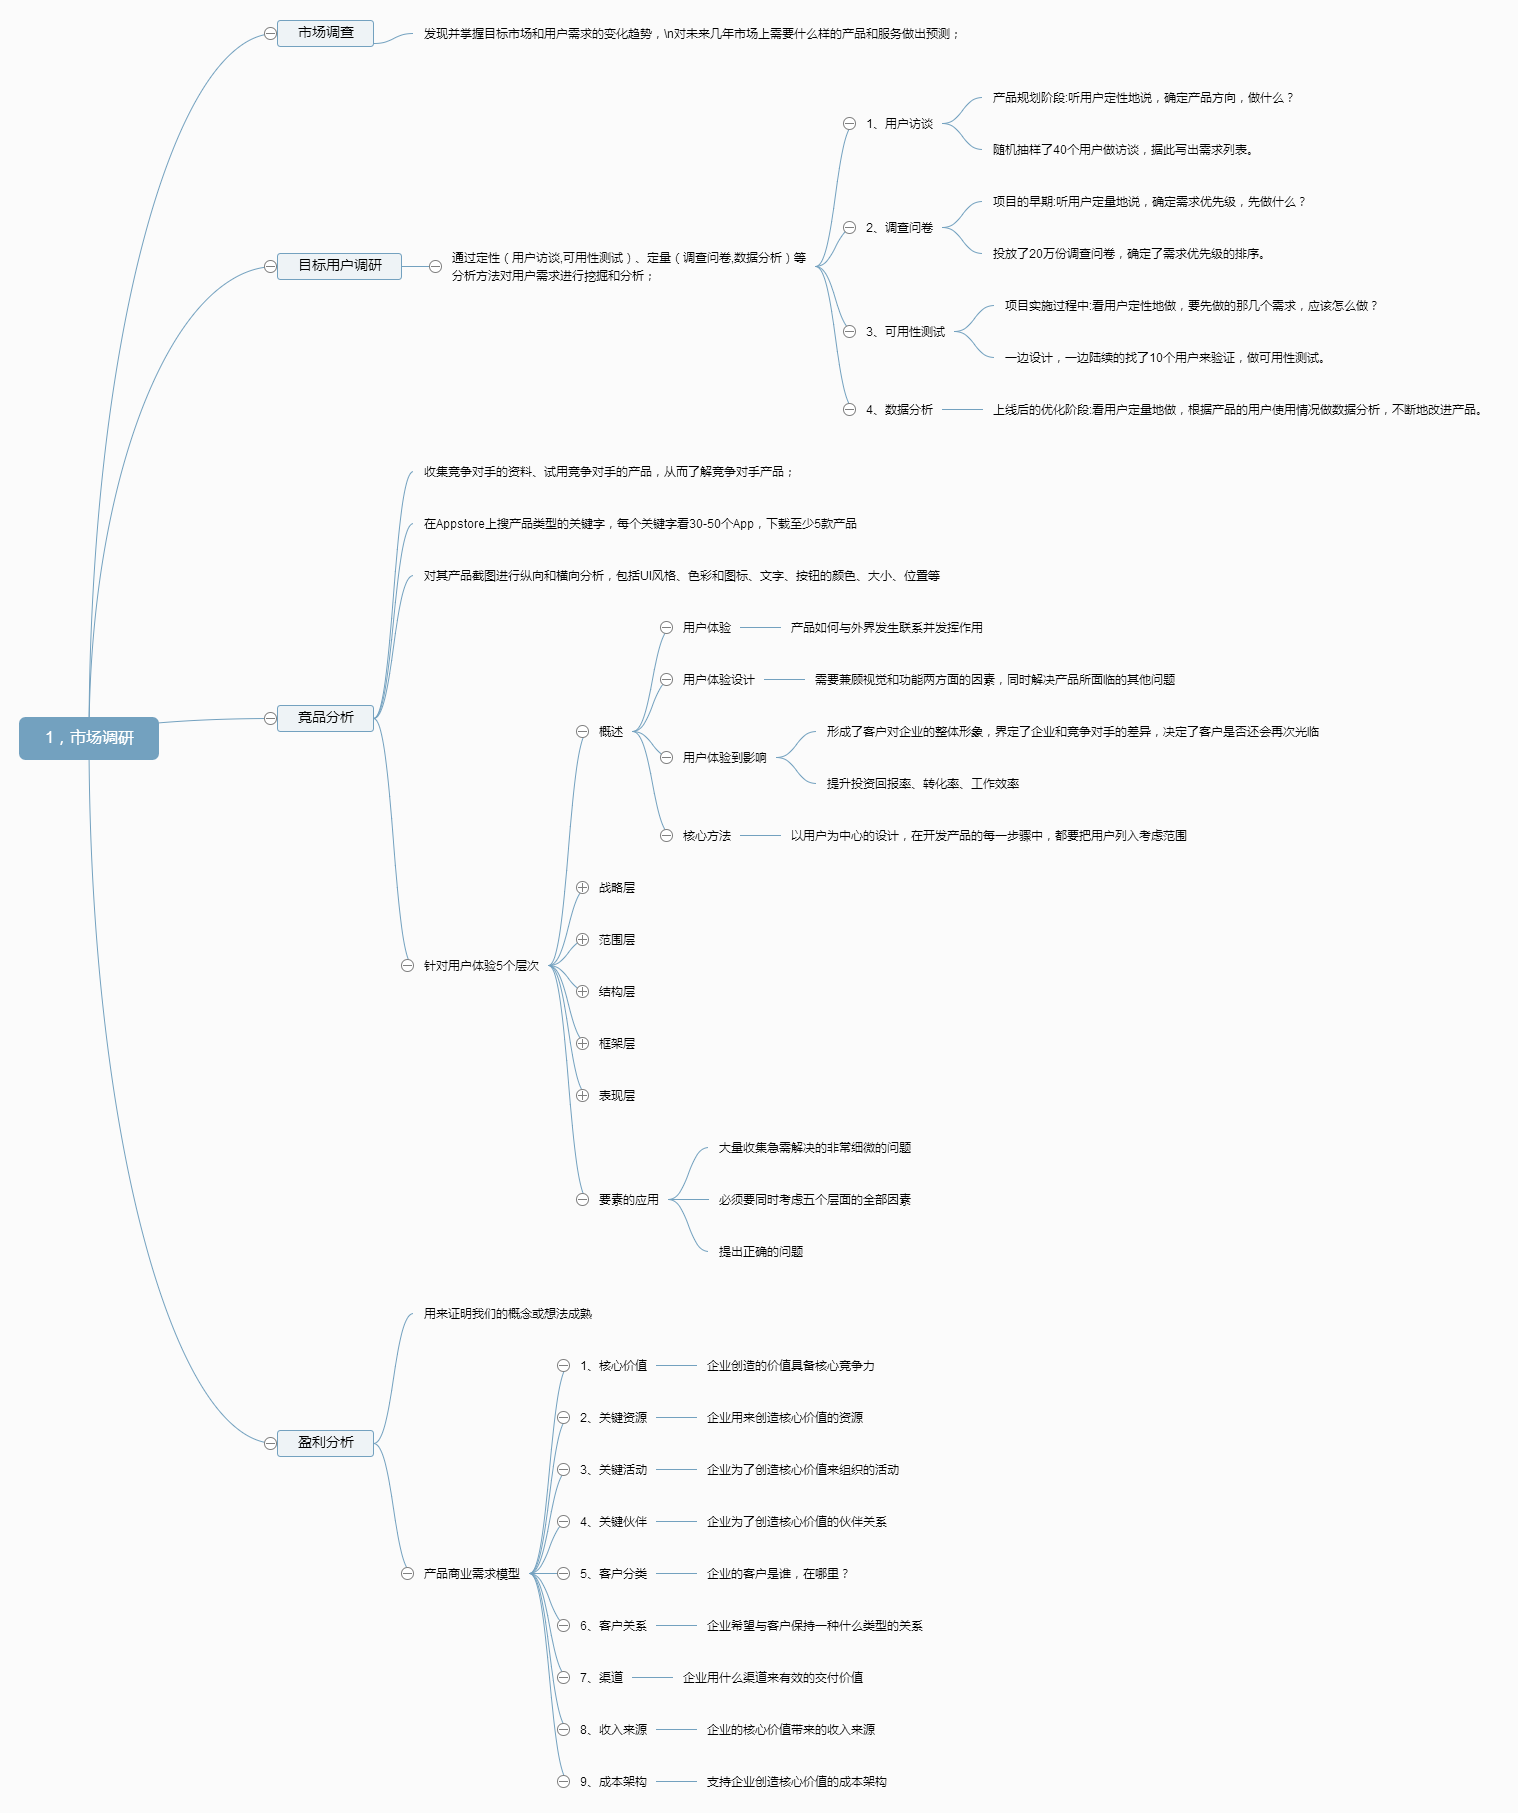 1，市场调研
市场调查
发现并掌握目标市场和用户需求的变化趋势，\n对未来几年市场上需要什么样的产品和服务做出预测；
目标用户调研
通过定性（用户访谈,可用性测试）、定量（调查问卷,数据分析）等
分析方法对用户需求进行挖掘和分析；
1、用户访谈
产品规划阶段:听用户定性地说，确定产品方向，做什么？
随机抽样了40个用户做访谈，据此写出需求列表。
2、调查问卷
项目的早期:听用户定量地说，确定需求优先级，先做什么？
投放了20万份调查问卷，确定了需求优先级的排序。
3、可用性测试
项目实施过程中:看用户定性地做，要先做的那几个需求，应该怎么做？
一边设计，一边陆续的找了10个用户来验证，做可用性测试。
4、数据分析
上线后的优化阶段:看用户定量地做，根据产品的用户使用情况做数据分析，不断地改进产品。
竞品分析
收集竞争对手的资料、试用竞争对手的产品，从而了解竞争对手产品；
在Appstore上搜产品类型的关键字，每个关键字看30-50个App，下载至少5款产品
对其产品截图进行纵向和横向分析，包括UI风格、色彩和图标、文字、按钮的颜色、大小、位置等
针对用户体验5个层次
概述
用户体验
产品如何与外界发生联系并发挥作用
用户体验设计
需要兼顾视觉和功能两方面的因素，同时解决产品所面临的其他问题
用户体验到影响
形成了客户对企业的整体形象，界定了企业和竞争对手的差异，决定了客户是否还会再次光临
提升投资回报率、转化率、工作效率
核心方法
以用户为中心的设计，在开发产品的每一步骤中，都要把用户列入考虑范围
战略层
范围层
结构层
框架层
表现层
要素的应用
大量收集急需解决的非常细微的问题
必须要同时考虑五个层面的全部因素
提出正确的问题
盈利分析
用来证明我们的概念或想法成熟
产品商业需求模型
1、核心价值
企业创造的价值具备核心竞争力
2、关键资源
企业用来创造核心价值的资源
3、关键活动
企业为了创造核心价值来组织的活动
4、关键伙伴
企业为了创造核心价值的伙伴关系
5、客户分类
企业的客户是谁，在哪里？
6、客户关系
企业希望与客户保持一种什么类型的关系
7、渠道
企业用什么渠道来有效的交付价值
8、收入来源
企业的核心价值带来的收入来源
9、成本架构
支持企业创造核心价值的成本架构